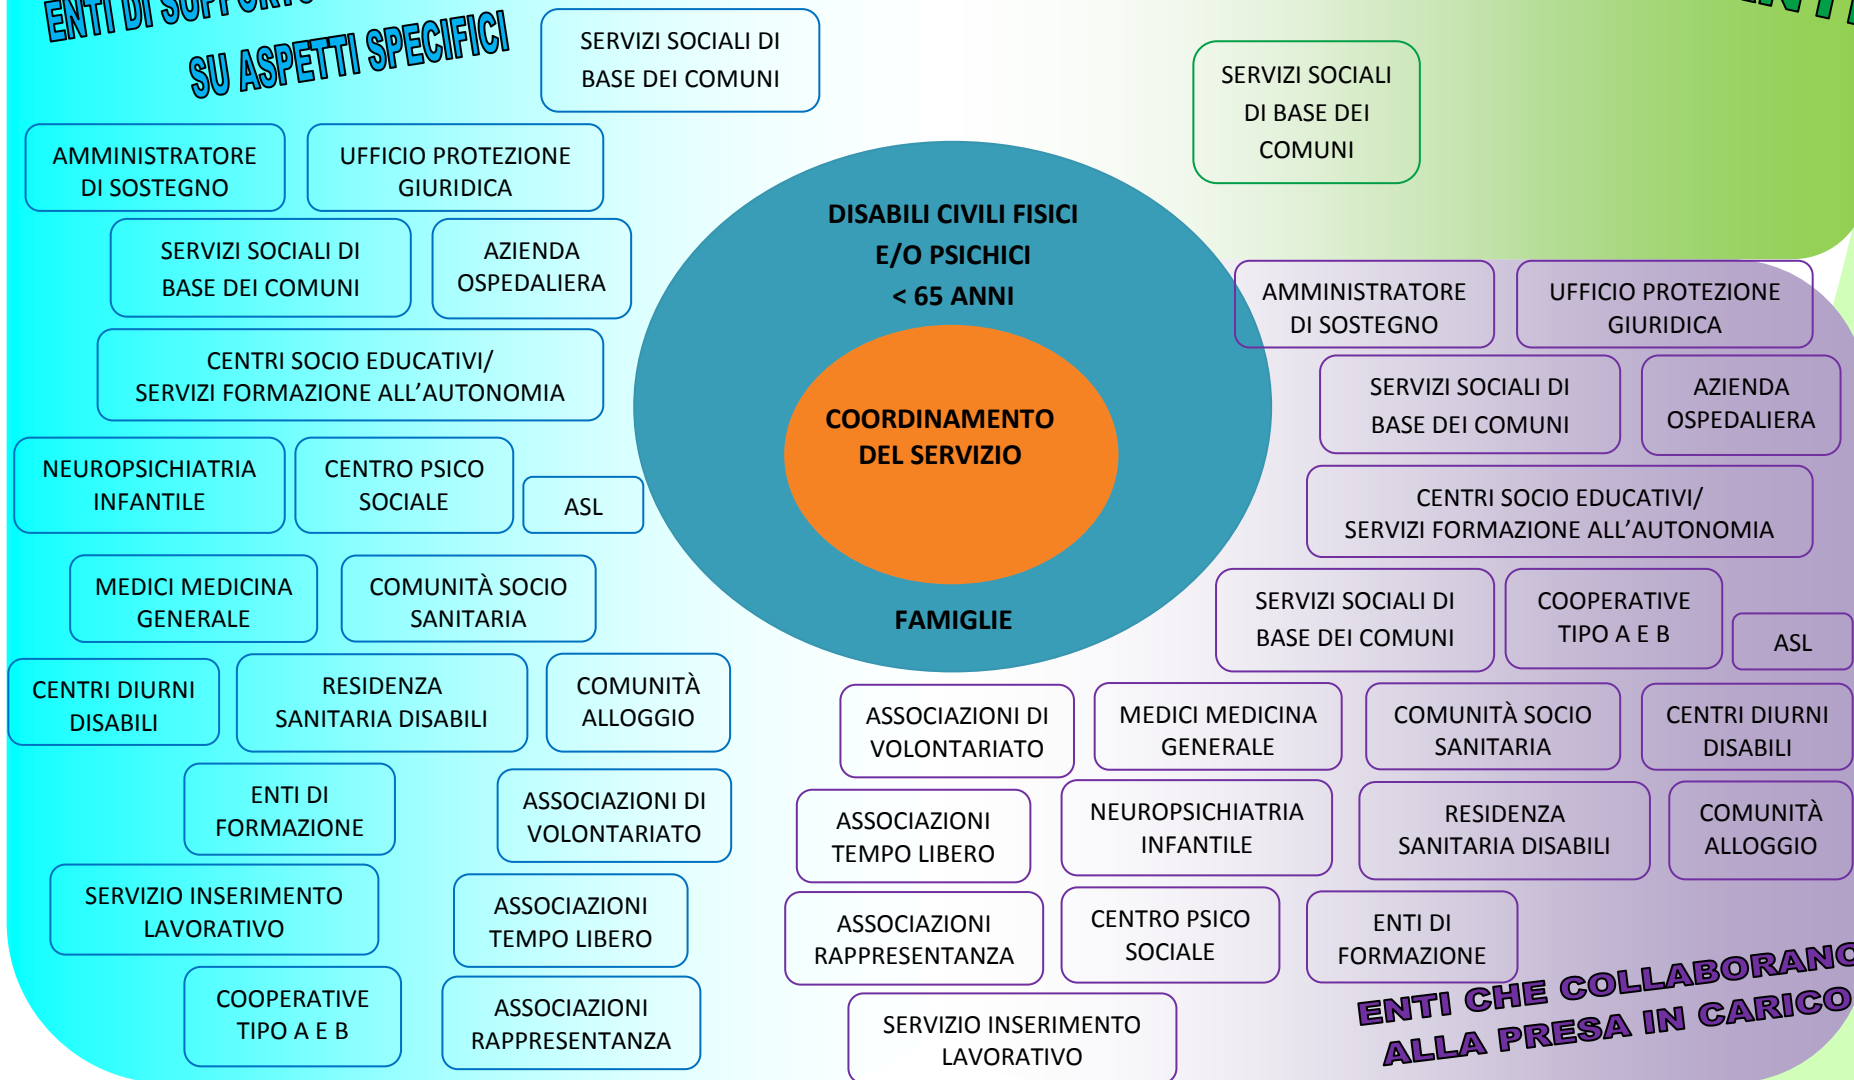 ENTI DI SUPPORTO
SU ASPETTI SPECIFICI
SERVIZI SOCIALI DI
BASE DEI COMUNI
AMMINISTRATORE
DI SOSTEGNO
UFFICIO PROTEZIONE
GIURIDICA
SERVIZI SOCIALI DI
BASE DEI COMUNI
AZIENDA
OSPEDALIERA
CENTRI SOCIO EDUCATIVI/
SERVIZI FORMAZIONE ALL’AUTONOMIA
NEUROPSICHIATRIA
INFANTILE
CENTRO PSICO
SOCIALE
ASL
MEDICI MEDICINA
GENERALE
COMUNITÀ SOCIO
SANITARIA
CENTRI DIURNI
DISABILI
RESIDENZA
SANITARIA DISABILI
COMUNITÀ
ALLOGGIO
ENTI DI
FORMAZIONE
ASSOCIAZIONI DI
VOLONTARIATO
SERVIZIO INSERIMENTO
LAVORATIVO
ASSOCIAZIONI
TEMPO LIBERO
COOPERATIVE
TIPO A E B
ASSOCIAZIONI
RAPPRESENTANZA
DISABILI CIVILI FISICI
E/O PSICHICI
< 65 ANNI
COORDINAMENTO
DEL SERVIZIO
FAMIGLIE
SERVIZI SOCIALI
DI BASE DEI
COMUNI
AMMINISTRATORE
DI SOSTEGNO
UFFICIO PROTEZIONE
GIURIDICA
SERVIZI SOCIALI DI
BASE DEI COMUNI
AZIENDA
OSPEDALIERA
CENTRI SOCIO EDUCATIVI/
SERVIZI FORMAZIONE ALL’AUTONOMIA
SERVIZI SOCIALI DI
BASE DEI COMUNI
COOPERATIVE
TIPO A E B
ASL
ASSOCIAZIONI DI
VOLONTARIATO
MEDICI MEDICINA
GENERALE
COMUNITÀ SOCIO
SANITARIA
CENTRI DIURNI
DISABILI
ASSOCIAZIONI
TEMPO LIBERO
NEUROPSICHIATRIA
INFANTILE
RESIDENZA
SANITARIA DISABILI
COMUNITÀ
ALLOGGIO
ASSOCIAZIONI
RAPPRESENTANZA
CENTRO PSICO
SOCIALE
ENTI DI
FORMAZIONE
SERVIZIO INSERIMENTO
LAVORATIVO
ENTI CHE COLLABORANO
ALLA PRESA IN CARICO